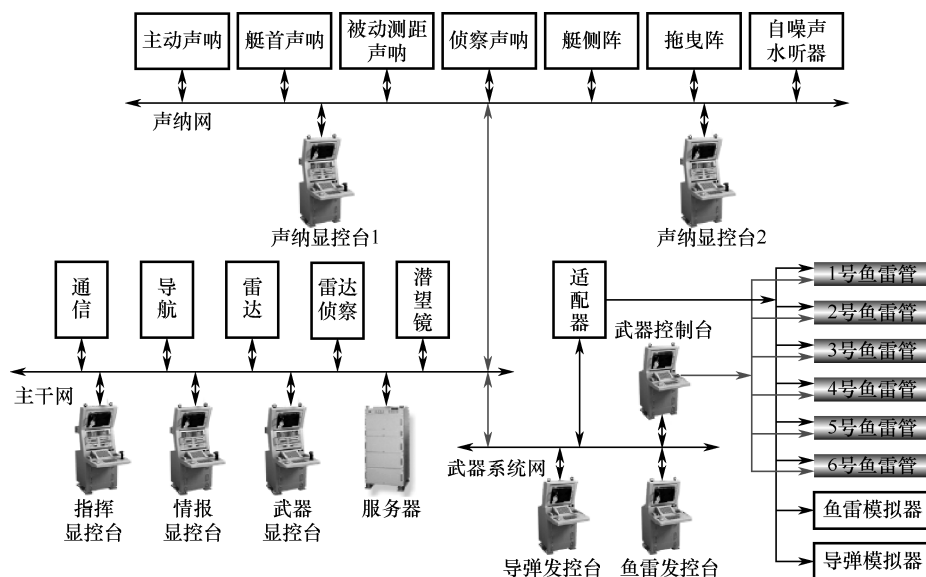 主动声呐
艇首声呐
被动测距
声呐
侦察声呐
艇侧阵
拖曳阵
自噪声
水听器
声纳网
声纳显控台1
声纳显控台2
通信
导航
雷达
雷达
侦察
潜望镜
适配器
武器控制台
1号鱼雷管
2号鱼雷管
3号鱼雷管
4号鱼雷管
5号鱼雷管
6号鱼雷管
鱼雷模拟器
导弹模拟器
主干网
武器系统网
指挥
显控台
情报
显控台
武器
显控台
服务器
导弹发控台
鱼雷发控台